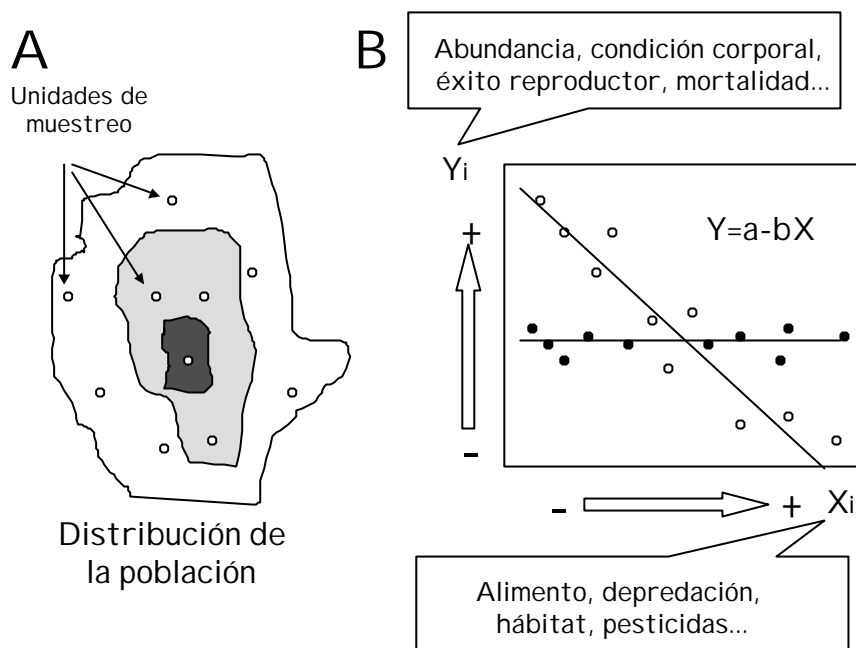 A
Unidades de
muestreo
Distribución de
la población
B
Abundancia, condición corporal,
éxito reproductor, mortalidad...
Yi
+
Y=a-bX
-
- + Xi
Alimento, depredación,
hábitat, pesticidas...